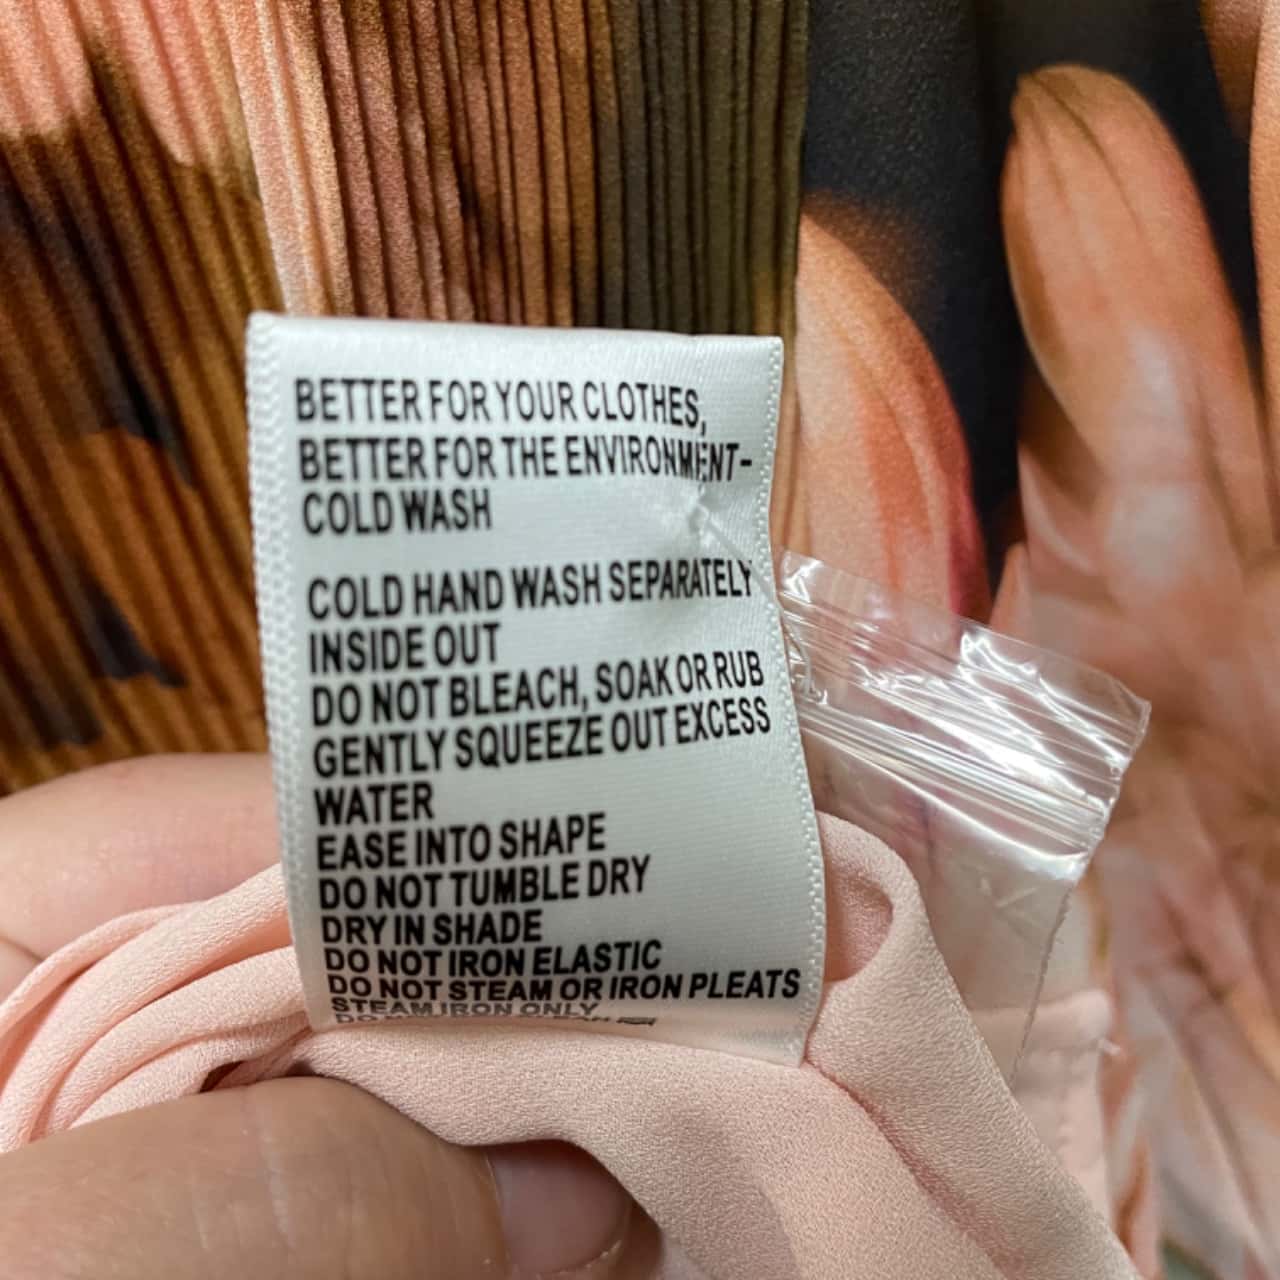 BETTER FOR YOUR CLOTHES,
BETTER FOR THE ENVIRONMENT-
COLD WASH
COLD HAND WASH SEPARATELY
INSIDE OUT
DO NOT BLEACH, SOAK OR RUB
GENTLY SQUEEZE OUT EXCESS
WATER
EASE INTO SHAPE
DO NOT TUMBLE DRY
DRY IN SHADE
DO NOT IRON ELASTIC
DO NOT STEAM OR IRON PLEATS
STEAM IRON ONLY
DO